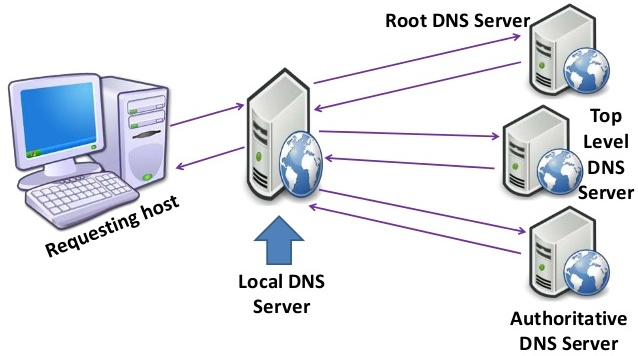 Root DNS Server
Top
Level
DNS
Server
Requesting host
Local DNS
Server
Authoritative
DNS Server